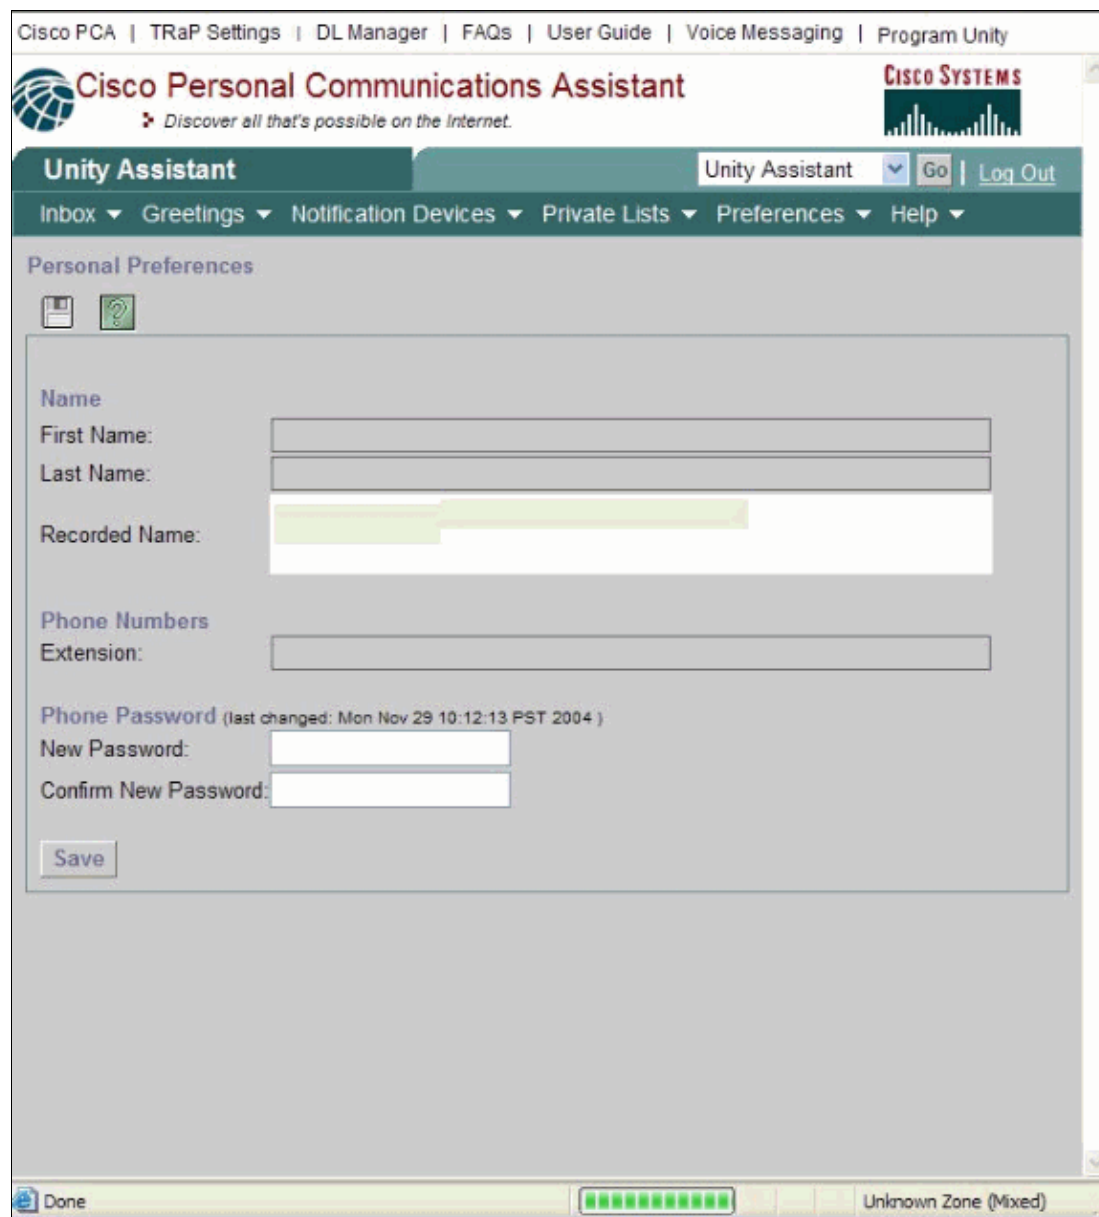 Cisco PCA | TRaP Settings | DL Manager | FAQs | User Guide | Voice Messaging | Program Unity
Cisco Personal Communications Assistant
Discover all that's possible on the Internet.
CISCO SYSTEMS
Unity Assistant
Unity Assistant Go | Log Out
Inbox Greetings Notification Devices Private Lists Preferences Help
Personal Preferences
?
Name
First Name:
Last Name:
Recorded Name:
Phone Numbers
Extension:
Phone Password (last changed: Mon Nov 29 10:12:13 PST 2004 )
New Password:
Confirm New Password:
Save
Done Unknown Zone (Mixed)